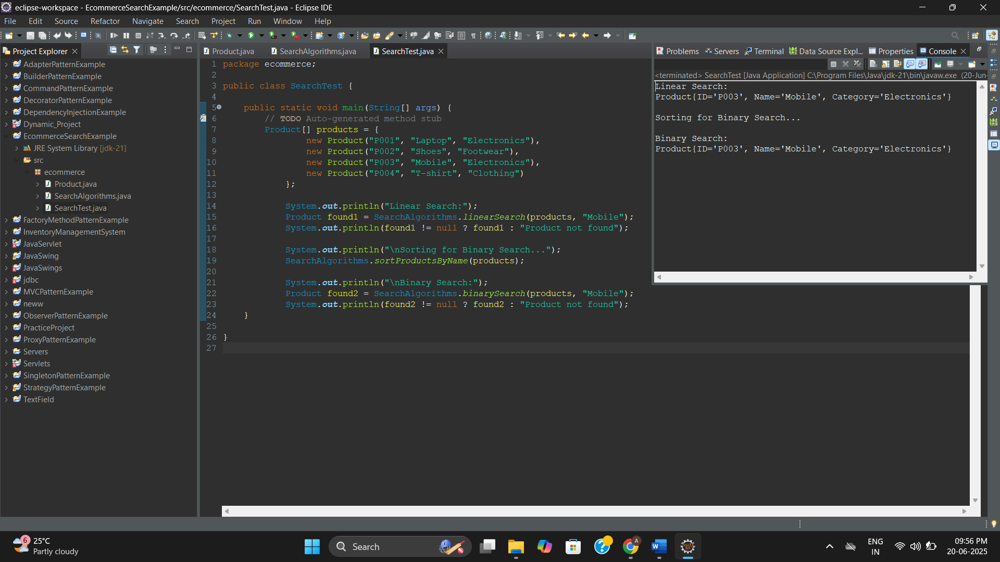 eclipse-workspace - EcommerceSearchExample/src/ecommerce/SearchTest.java - Eclipse IDE
File Edit Source Refactor Navigate Search Project Run Window Help
Project Explorer
AdapterPatternExample
BuilderPatternExample
CommandPatternExample
DecoratorPatternExample
DependencyInjectionExample
Dynamic_Project
EcommerceSearchExample
JRE System Library [jdk-21]
src
ecommerce
Product.java
SearchAlgorithms.java
SearchTest.java
FactoryMethodPatternExample
InventoryManagementSystem
JavaServlet
JavaSwing
JavaSwings
jdbc
MVCPatternExample
neww
ObserverPatternExample
PracticeProject
ProxyPatternExample
Servers
Servlets
SingletonPatternExample
StrategyPatternExample
TextField
Product.java SearchAlgorithms.java SearchTest.java
1 package ecommerce;
2
3 public class SearchTest {
4
5 public static void main(String[] args) {
6 // TODO Auto-generated method stub
7 Product[] products = {
8 new Product("P001", "Laptop", "Electronics"),
9 new Product("P002", "Shoes", "Footwear"),
10 new Product("P003", "Mobile", "Electronics"),
11 new Product("P004", "T-shirt", "Clothing")
12 };
13
14 System.out.println("Linear Search:");
15 Product found1 = SearchAlgorithms.linearSearch(products, "Mobile");
16 System.out.println(found1 != null ? found1 : "Product not found");
17
18 System.out.println("\nSorting for Binary Search...");
19 SearchAlgorithms.sortProductsByName(products);
20
21 System.out.println("\nBinary Search:");
22 Product found2 = SearchAlgorithms.binarySearch(products, "Mobile");
23 System.out.println(found2 != null ? found2 : "Product not found");
24 }
25
26 }
27
Problems Servers Terminal Data Source Expl... Properties Console
<terminated> SearchTest [Java Application] C:\Program Files\Java\jdk-21\bin\javaw.exe (20-Jun-
Linear Search:
Product{ID='P003', Name='Mobile', Category='Electronics'}
Sorting for Binary Search...
Binary Search:
Product{ID='P003', Name='Mobile', Category='Electronics'}
6
25°C
Partly cloudy
Search
A
ENG
IN
09:56 PM
20-06-2025